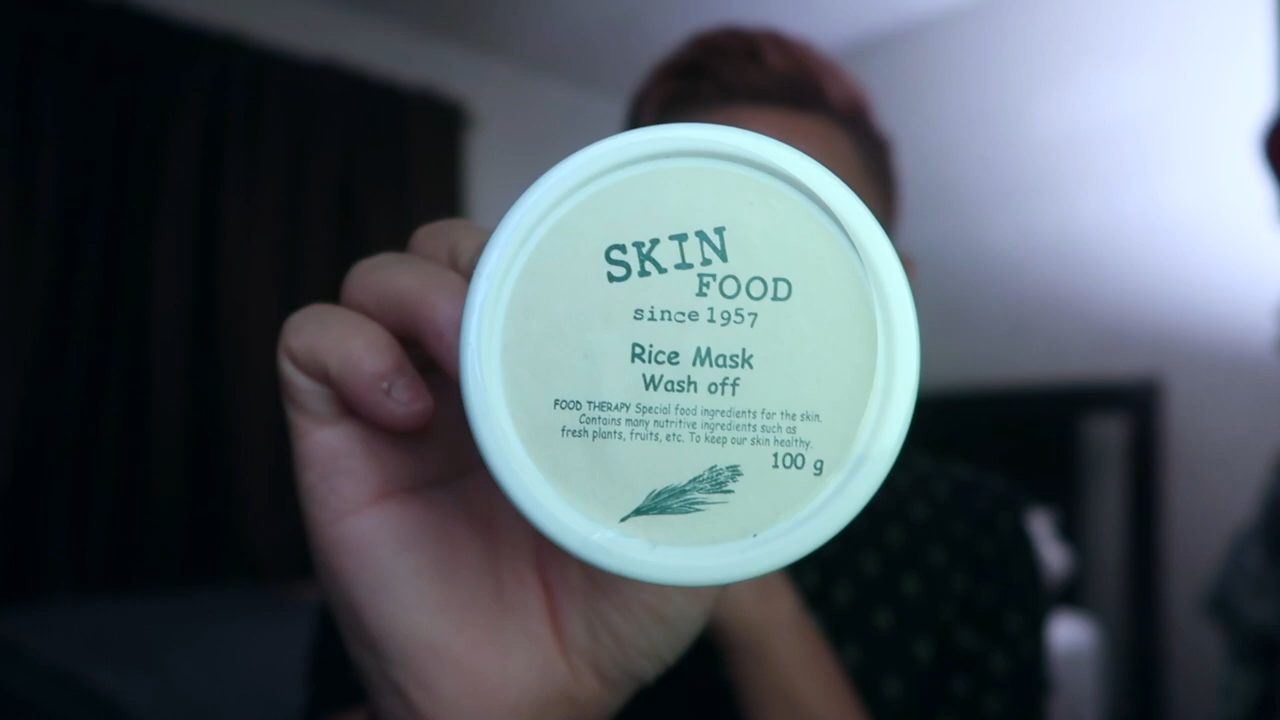 SKIN
FOOD
since 1957
Rice Mask
Wash off
FOOD THERAPY Special food ingredients for the skin.
Contains many nutritive ingredients such as
fresh plants, fruits, etc. To keep our skin healthy.
100 g